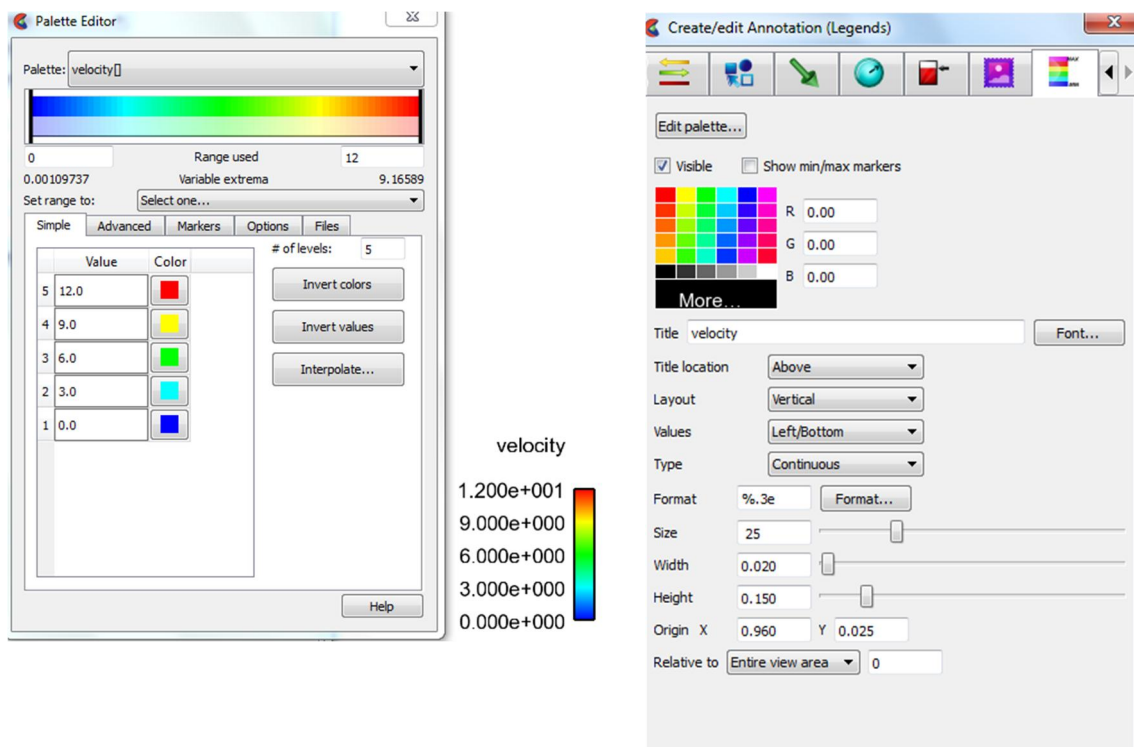 Palette Editor
Palette: velocity[]
0 Range used 12
0.00109737 Variable extrema 9.16589
Set range to: Select one...
Simple Advanced Markers Options Files
Value Color
# of levels: 5
5 12.0
4 9.0
3 6.0
2 3.0
1 0.0
Invert colors
Invert values
Interpolate...
Help
velocity
1.200e+001
9.000e+000
6.000e+000
3.000e+000
0.000e+000
Create/edit Annotation (Legends)
Edit palette...
Visible Show min/max markers
R 0.00
G 0.00
B 0.00
More...
Title velocity Font...
Title location Above
Layout Vertical
Values Left/Bottom
Type Continuous
Format %.3e Format...
Size 25
Width 0.020
Height 0.150
Origin X 0.960 Y 0.025
Relative to Entire view area 0